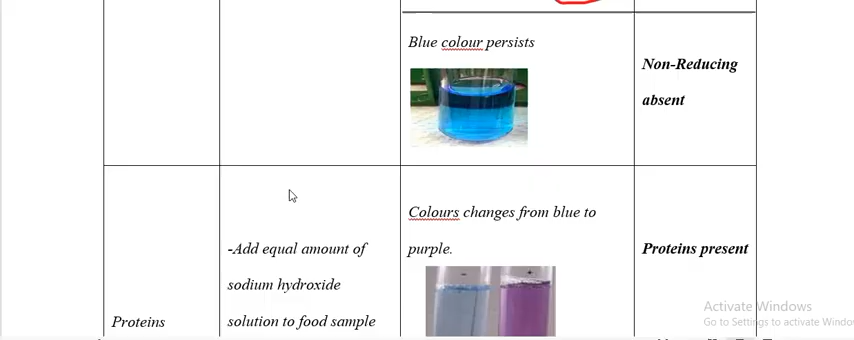 Blue colour persists
Non-Reducing
absent
Colours changes from blue to
purple.
-Add equal amount of
sodium hydroxide
solution to food sample
Proteins
Proteins present
- +
Activate Windows
Go to Settings to activate Windo